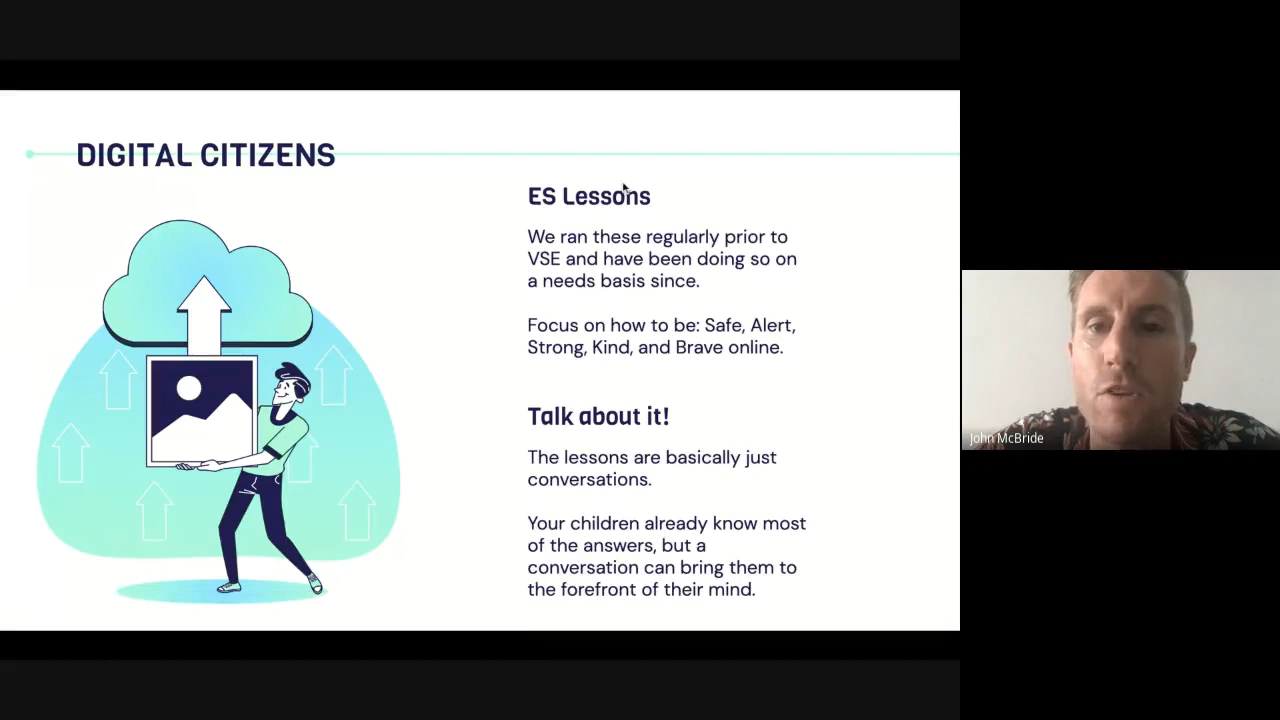 DIGITAL CITIZENS
ES Lessons
We ran these regularly prior to
VSE and have been doing so on
a needs basis since.
Focus on how to be: Safe, Alert,
Strong, Kind, and Brave online.
Talk about it!
The lessons are basically just
conversations.
Your children already know most
of the answers, but a
conversation can bring them to
the forefront of their mind.
John McBride